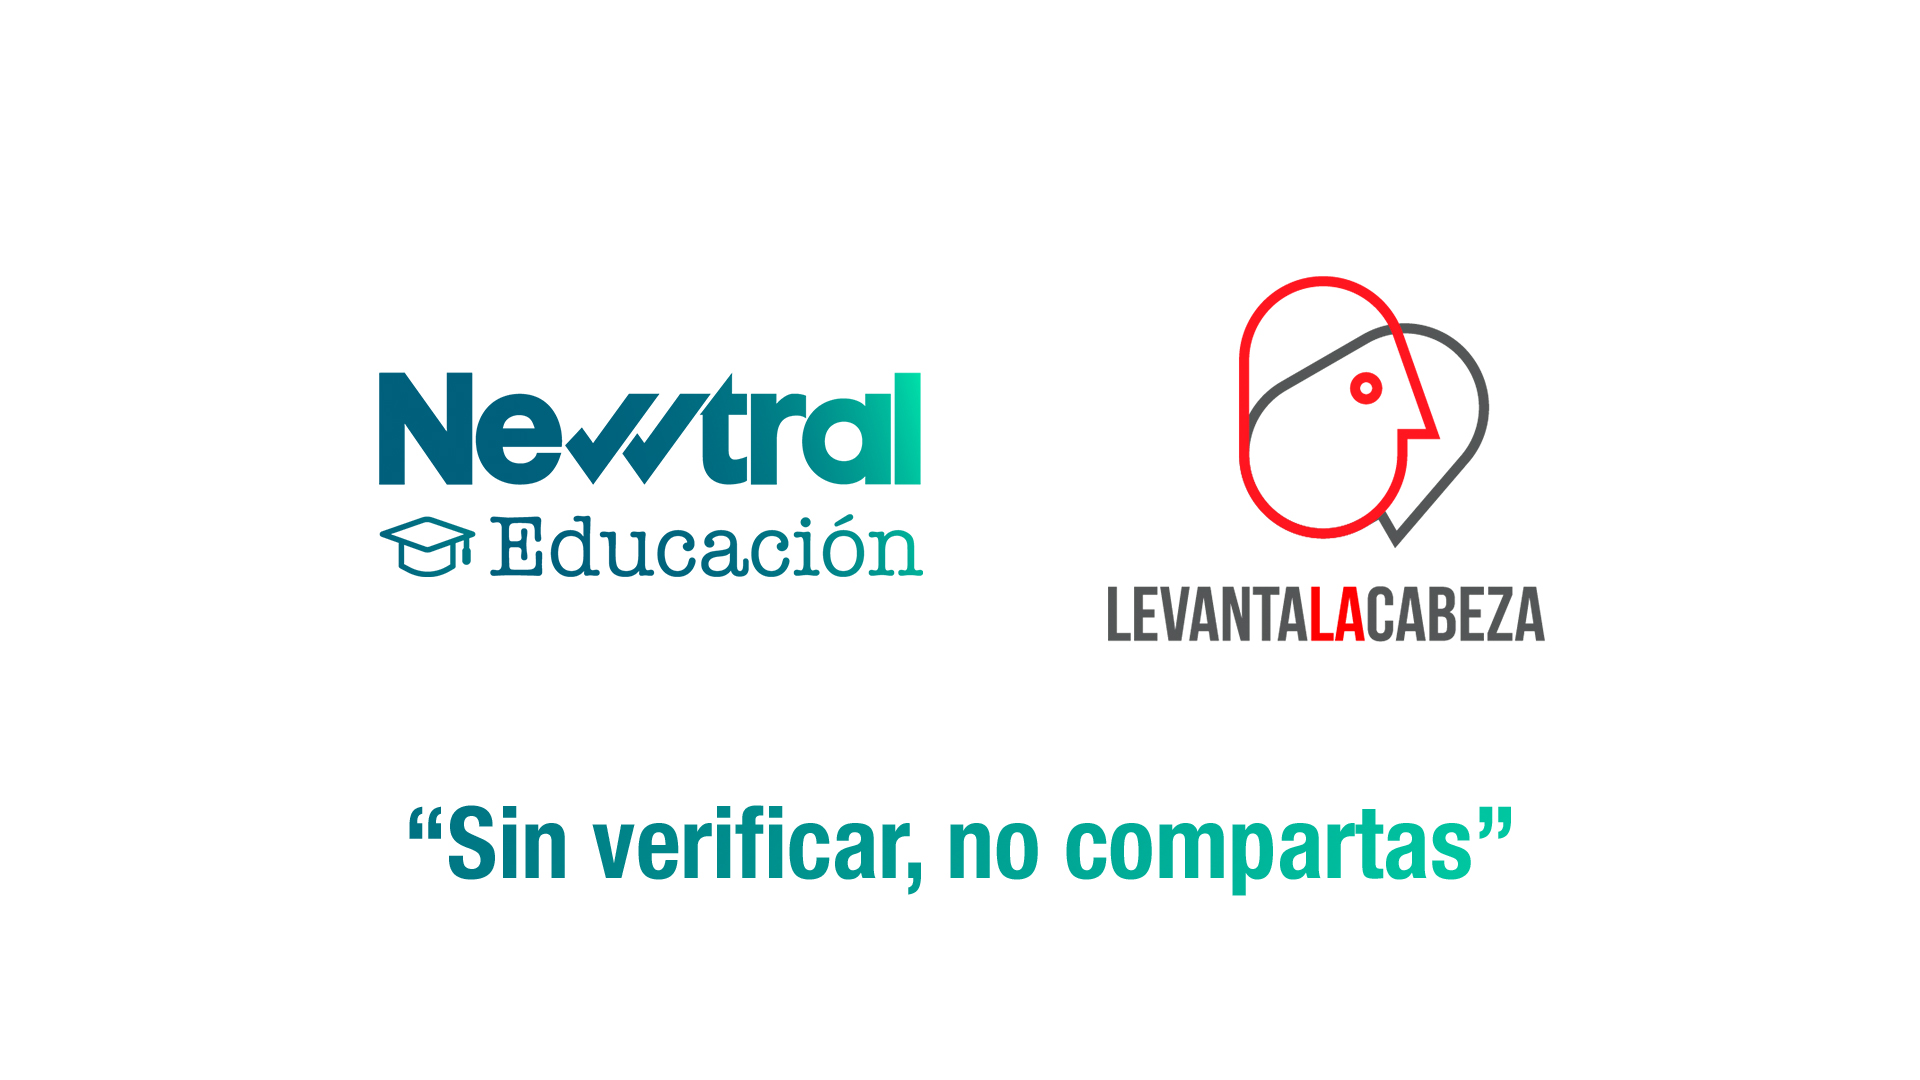 Newtral
Educación
LEVANTALACABEZA
“Sin verificar, no compartas”